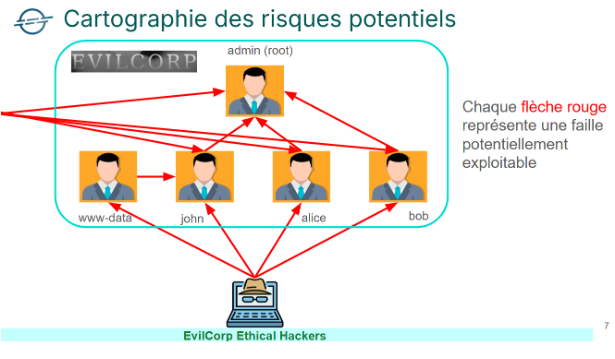 Cartographie des risques potentiels
EVILCORP
admin (root)
Chaque flèche rouge
représente une faille
potentiellement
exploitable
www-data
john
alice
bob
EvilCorp Ethical Hackers
7